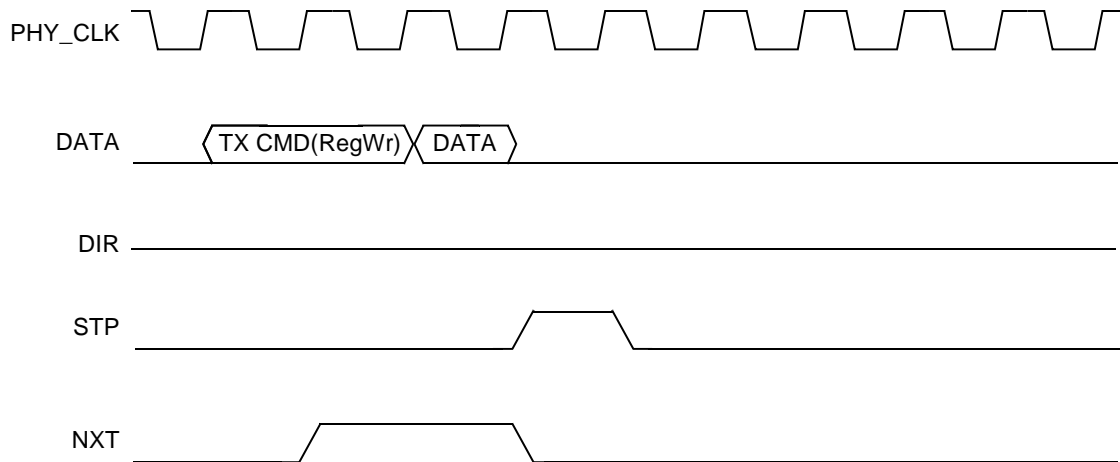 PHY_CLK
DATA
TX CMD(RegWr)
DATA
DIR
STP
NXT